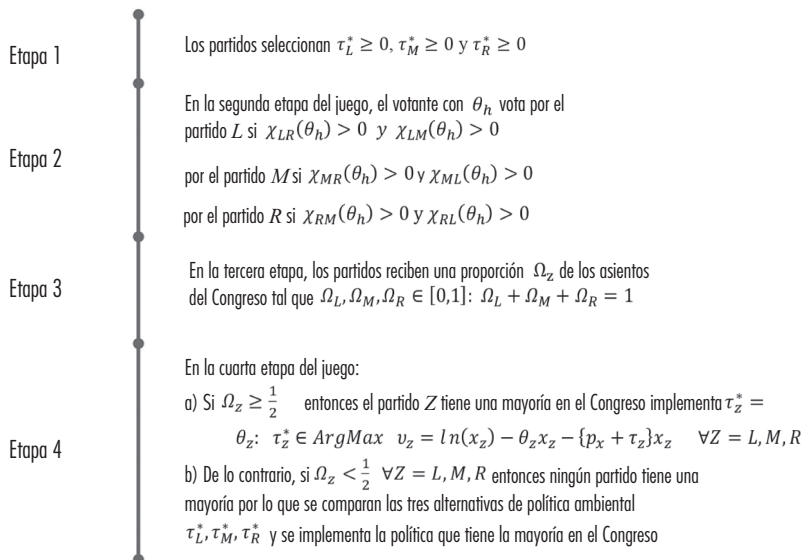 Etapa 1
Los partidos seleccionan τ*_L ≥ 0, τ*_M ≥ 0 y τ*_R ≥ 0
Etapa 2
En la segunda etapa del juego, el votante con θ_h vota por el
partido L si χ_LR(θ_h) > 0 y χ_LM(θ_h) > 0
por el partido M si χ_MR(θ_h) > 0 y χ_ML(θ_h) > 0
por el partido R si χ_RM(θ_h) > 0 y χ_RL(θ_h) > 0
Etapa 3
En la tercera etapa, los partidos reciben una proporción Ω_z de los asientos
del Congreso tal que Ω_L, Ω_M, Ω_R ∈ [0,1]: Ω_L + Ω_M + Ω_R = 1
Etapa 4
En la cuarta etapa del juego:
a) Si Ω_z ≥ 1/2 entonces el partido Z tiene una mayoría en el Congreso implementa τ*_z =
θ_z: τ*_z ∈ ArgMax υ_z = ln(x_z) − θ_z x_z − {p_x + τ_z}x_z ∀Z = L, M, R
b) De lo contrario, si Ω_z < 1/2 ∀Z = L, M, R entonces ningún partido tiene una
mayoría por lo que se comparan las tres alternativas de política ambiental
τ*_L, τ*_M, τ*_R y se implementa la política que tiene la mayoría en el Congreso